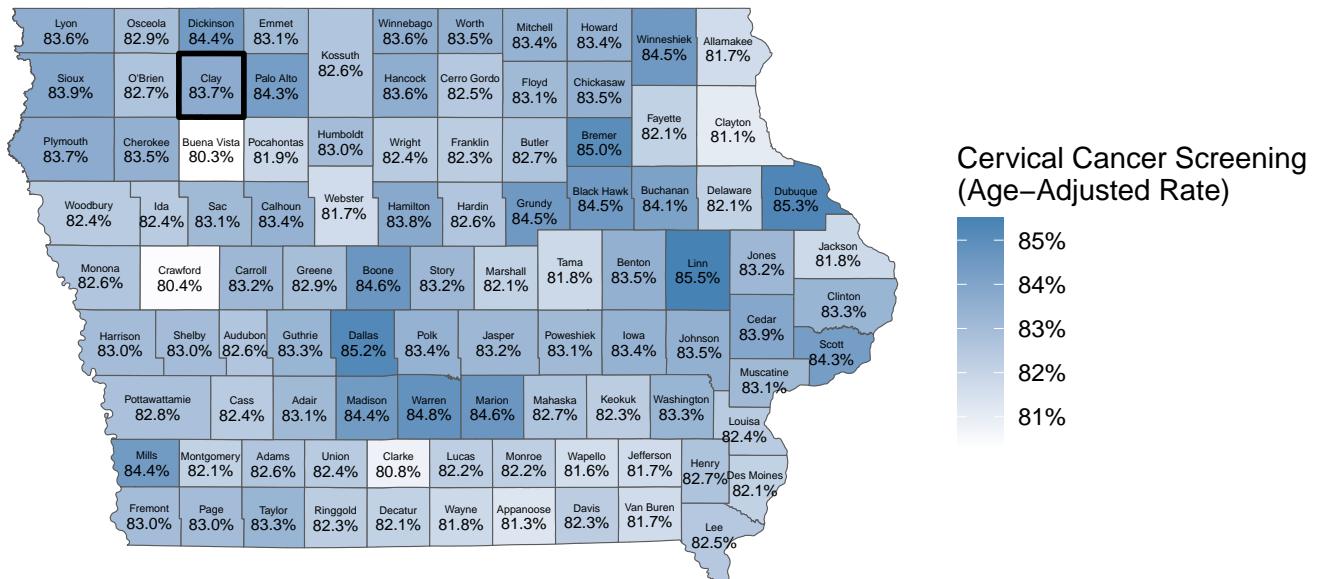 Lyon
83.6%
Osceola
82.9%
Dickinson
84.4%
Emmet
83.1%
Kossuth
82.6%
Winnebago
83.6%
Worth
83.5%
Mitchell
83.4%
Howard
83.4%
Winneshiek
84.5%
Allamakee
81.7%
Sioux
83.9%
O'Brien
82.7%
Clay
83.7%
Palo Alto
84.3%
Hancock
83.6%
Cerro Gordo
82.5%
Floyd
83.1%
Chickasaw
83.5%
Fayette
82.1%
Clayton
81.1%
Plymouth
83.7%
Cherokee
83.5%
Buena Vista
80.3%
Pocahontas
81.9%
Humboldt
83.0%
Wright
82.4%
Franklin
82.3%
Butler
82.7%
Bremer
85.0%
Woodbury
82.4%
Ida
82.4%
Sac
83.1%
Calhoun
83.4%
Webster
81.7%
Hamilton
83.8%
Hardin
82.6%
Grundy
84.5%
Black Hawk
84.5%
Buchanan
84.1%
Delaware
82.1%
Dubuque
85.3%
Monona
82.6%
Crawford
80.4%
Carroll
83.2%
Greene
82.9%
Boone
84.6%
Story
83.2%
Marshall
82.1%
Tama
81.8%
Benton
83.5%
Linn
85.5%
Jones
83.2%
Jackson
81.8%
Clinton
83.3%
Harrison
83.0%
Shelby
83.0%
Audubon
82.6%
Guthrie
83.3%
Dallas
85.2%
Polk
83.4%
Jasper
83.2%
Poweshiek
83.1%
Iowa
83.4%
Johnson
83.5%
Cedar
83.9%
Scott
84.3%
Muscatine
83.1%
Pottawattamie
82.8%
Cass
82.4%
Adair
83.1%
Madison
84.4%
Warren
84.8%
Marion
84.6%
Mahaska
82.7%
Keokuk
82.3%
Washington
83.3%
Louisa
82.4%
Mills
84.4%
Montgomery
82.1%
Adams
82.6%
Union
82.4%
Clarke
80.8%
Lucas
82.2%
Monroe
82.2%
Wapello
81.6%
Jefferson
81.7%
Henry
82.7%
Des Moines
82.1%
Fremont
83.0%
Page
83.0%
Taylor
83.3%
Ringgold
82.3%
Decatur
82.1%
Wayne
81.8%
Appanoose
81.3%
Davis
82.3%
Van Buren
81.7%
Lee
82.5%
Cervical Cancer Screening
(Age−Adjusted Rate)
85%
84%
83%
82%
81%